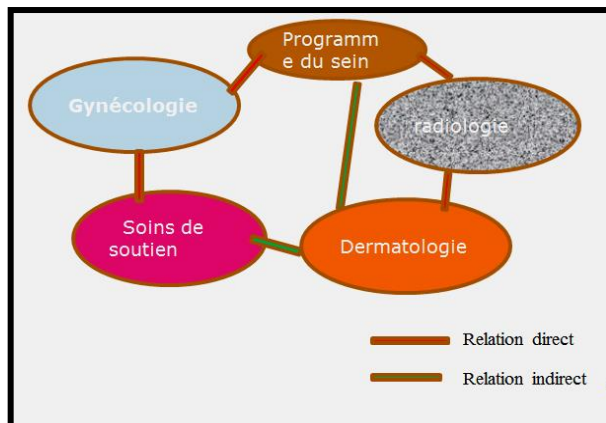 Programm
e du sein
Gynécologie
radiologie
Soins de
soutien
Dermatologie
Relation direct
Relation indirect